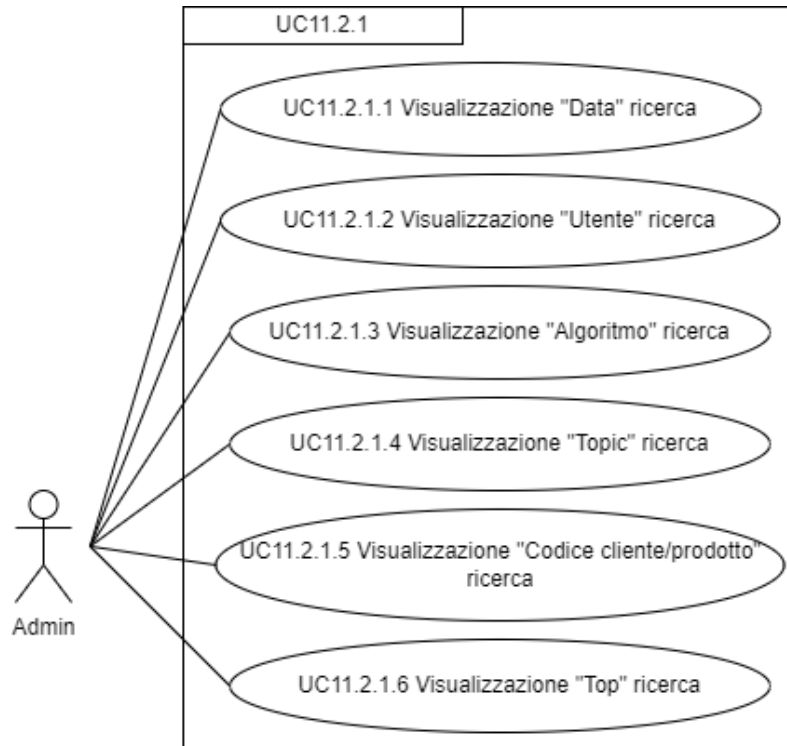 UC11.2.1
UC11.2.1.1 Visualizzazione "Data" ricerca
UC11.2.1.2 Visualizzazione "Utente" ricerca
UC11.2.1.3 Visualizzazione "Algoritmo" ricerca
UC11.2.1.4 Visualizzazione "Topic" ricerca
UC11.2.1.5 Visualizzazione "Codice cliente/prodotto"
ricerca
Admin
UC11.2.1.6 Visualizzazione "Top" ricerca